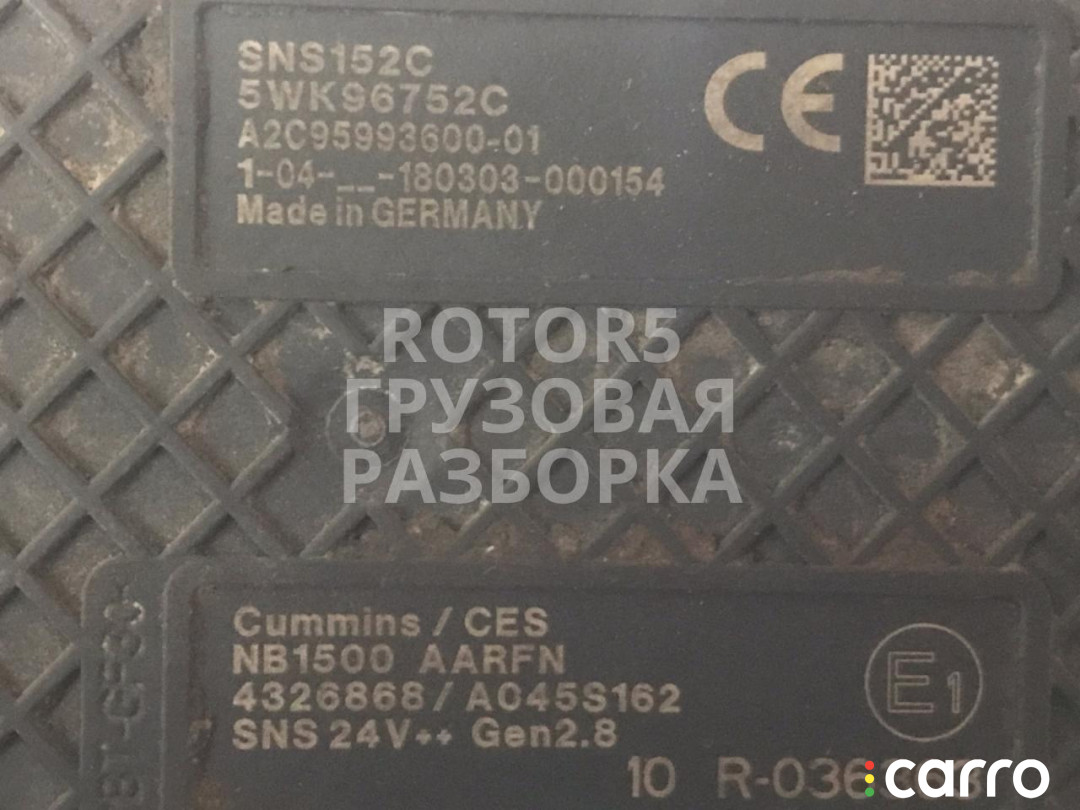 SNS152C
5WK96752C
A2C95993600-01
1-04-__-180303-000154
Made in GERMANY
CE
ROTOR5
ГРУЗОВАЯ
РАЗБОРКА
Cummins / CES
NB1500 AARFN
4326868 / A045S162
SNS 24V++ Gen2.8
E1
10
carro